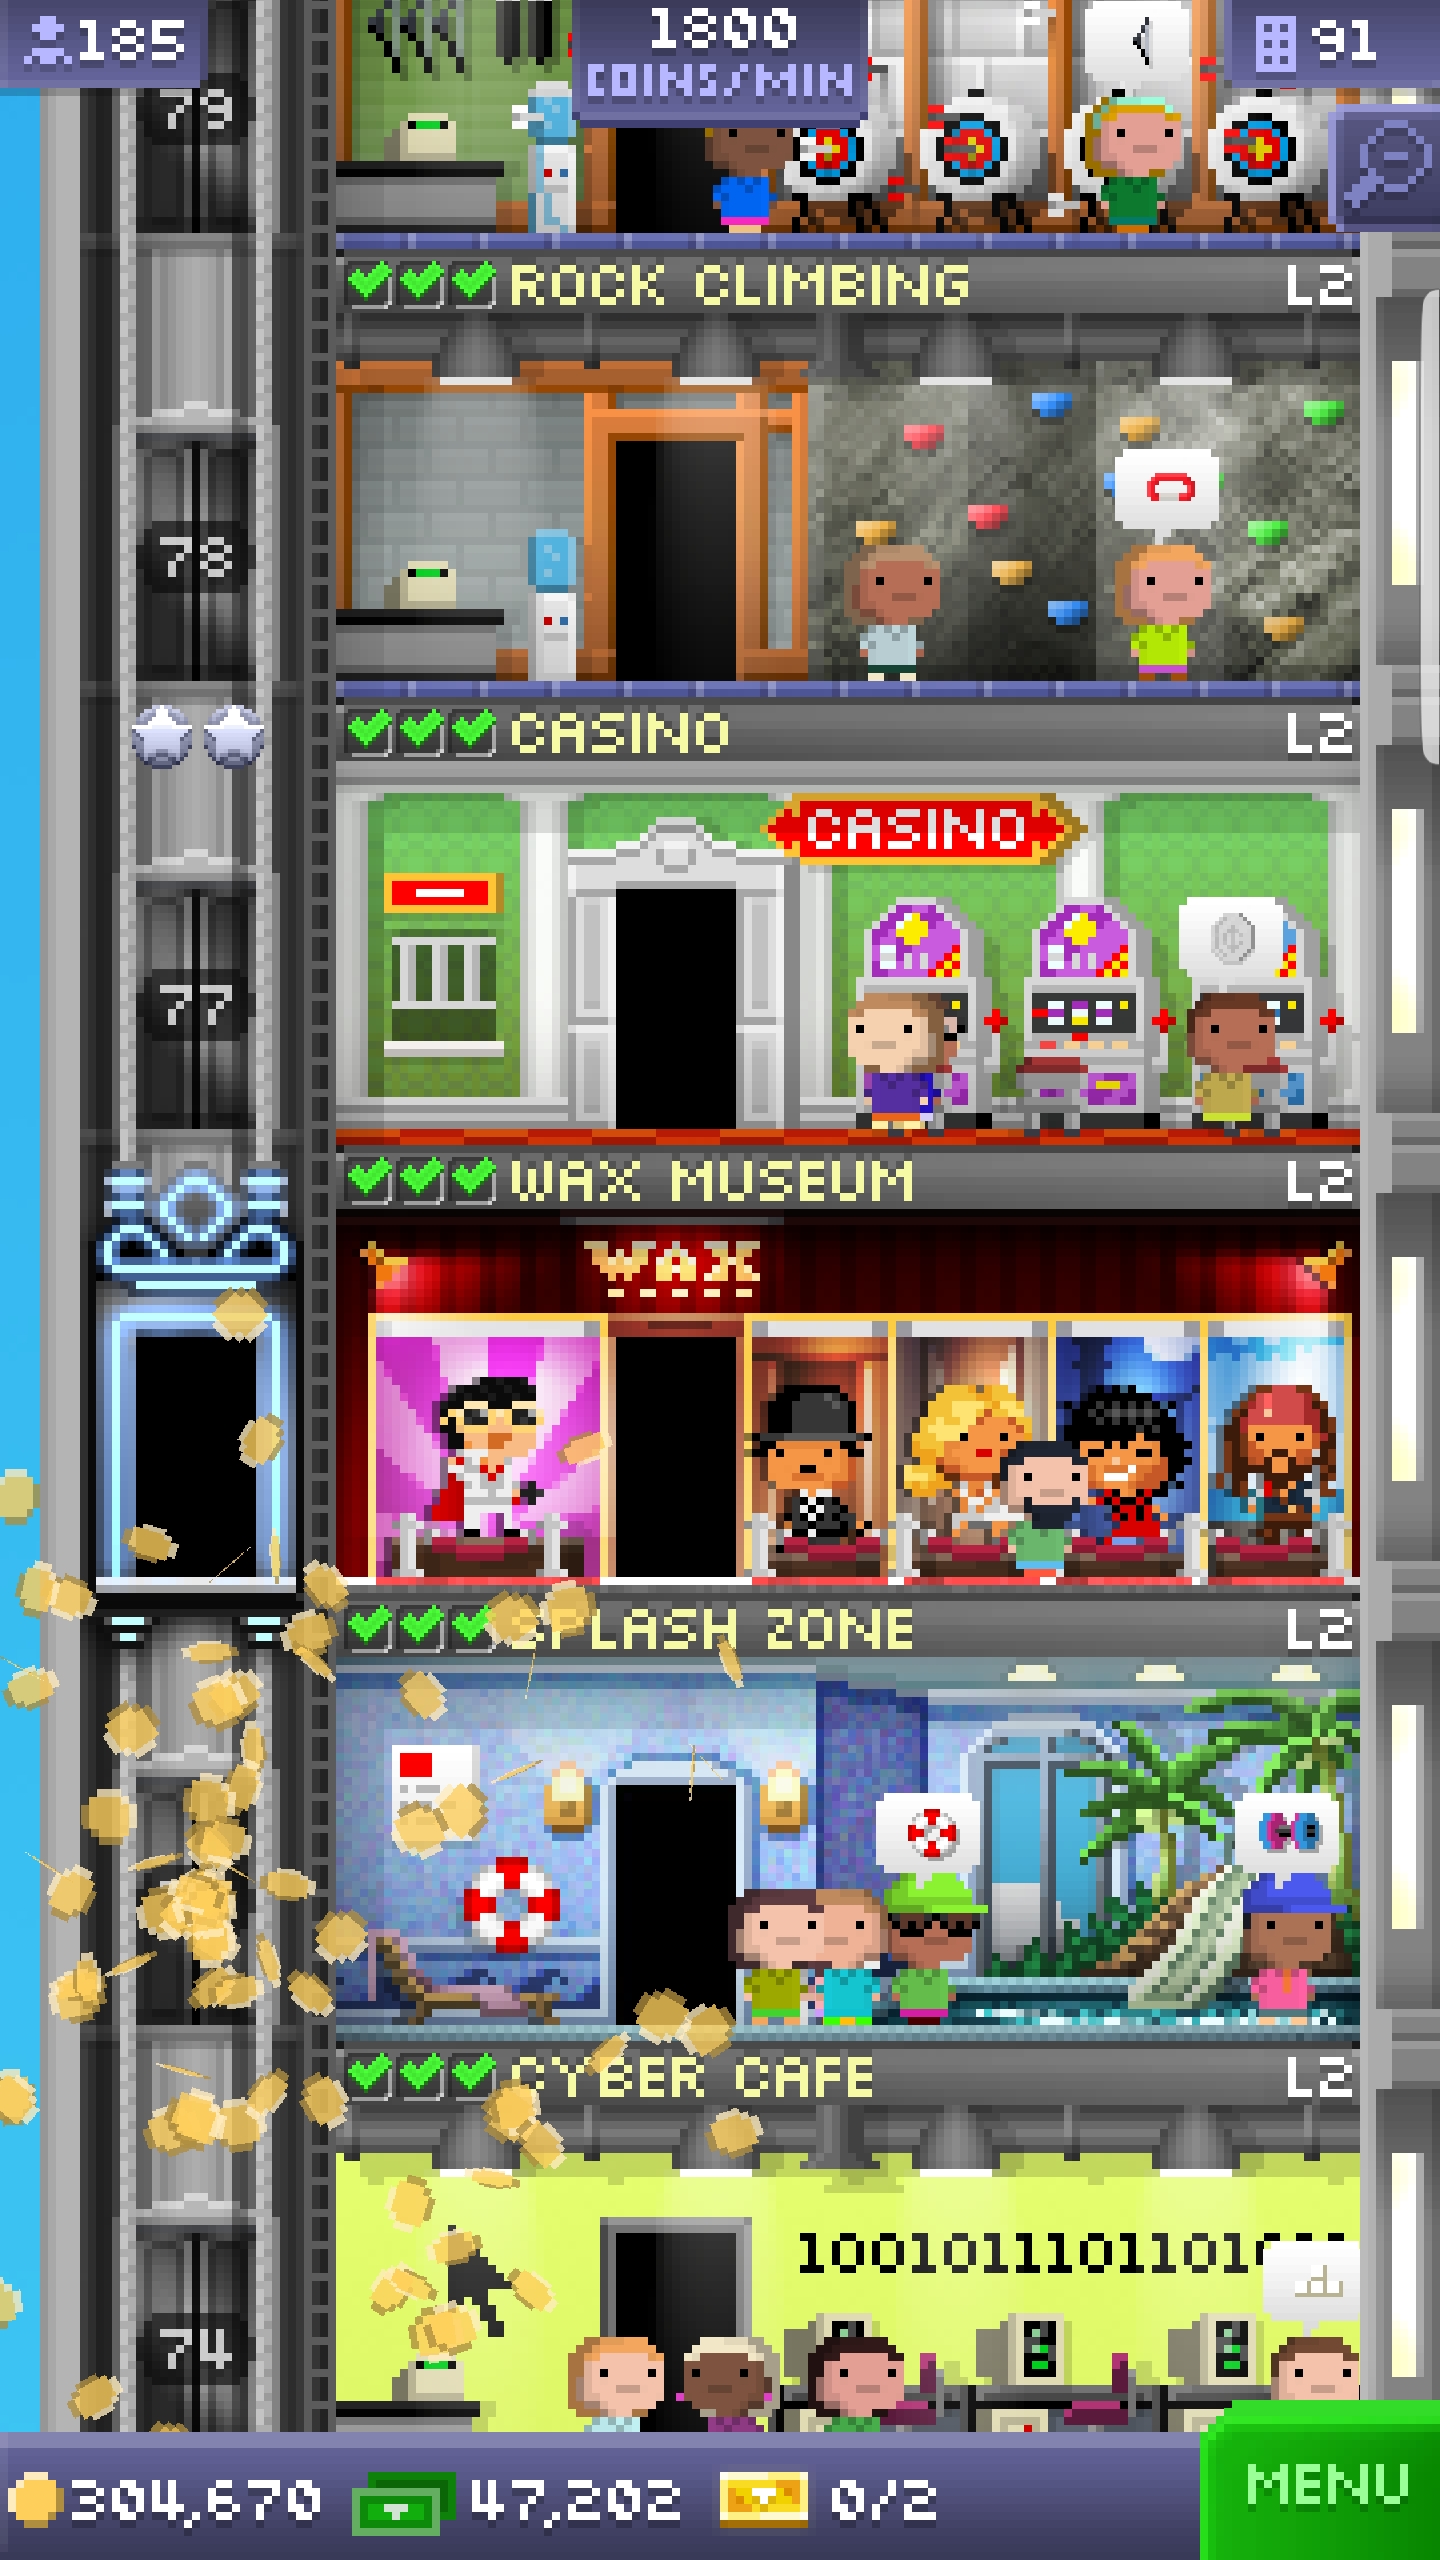 185
1800
COINS/MIN
91
79
ROCK CLIMBING L2
78
CASINO L2
CASINO
77
WAX MUSEUM L2
WAX
SPLASH ZONE L2
CYBER CAFE L2
74
304,670 47,202 0/2
MENU